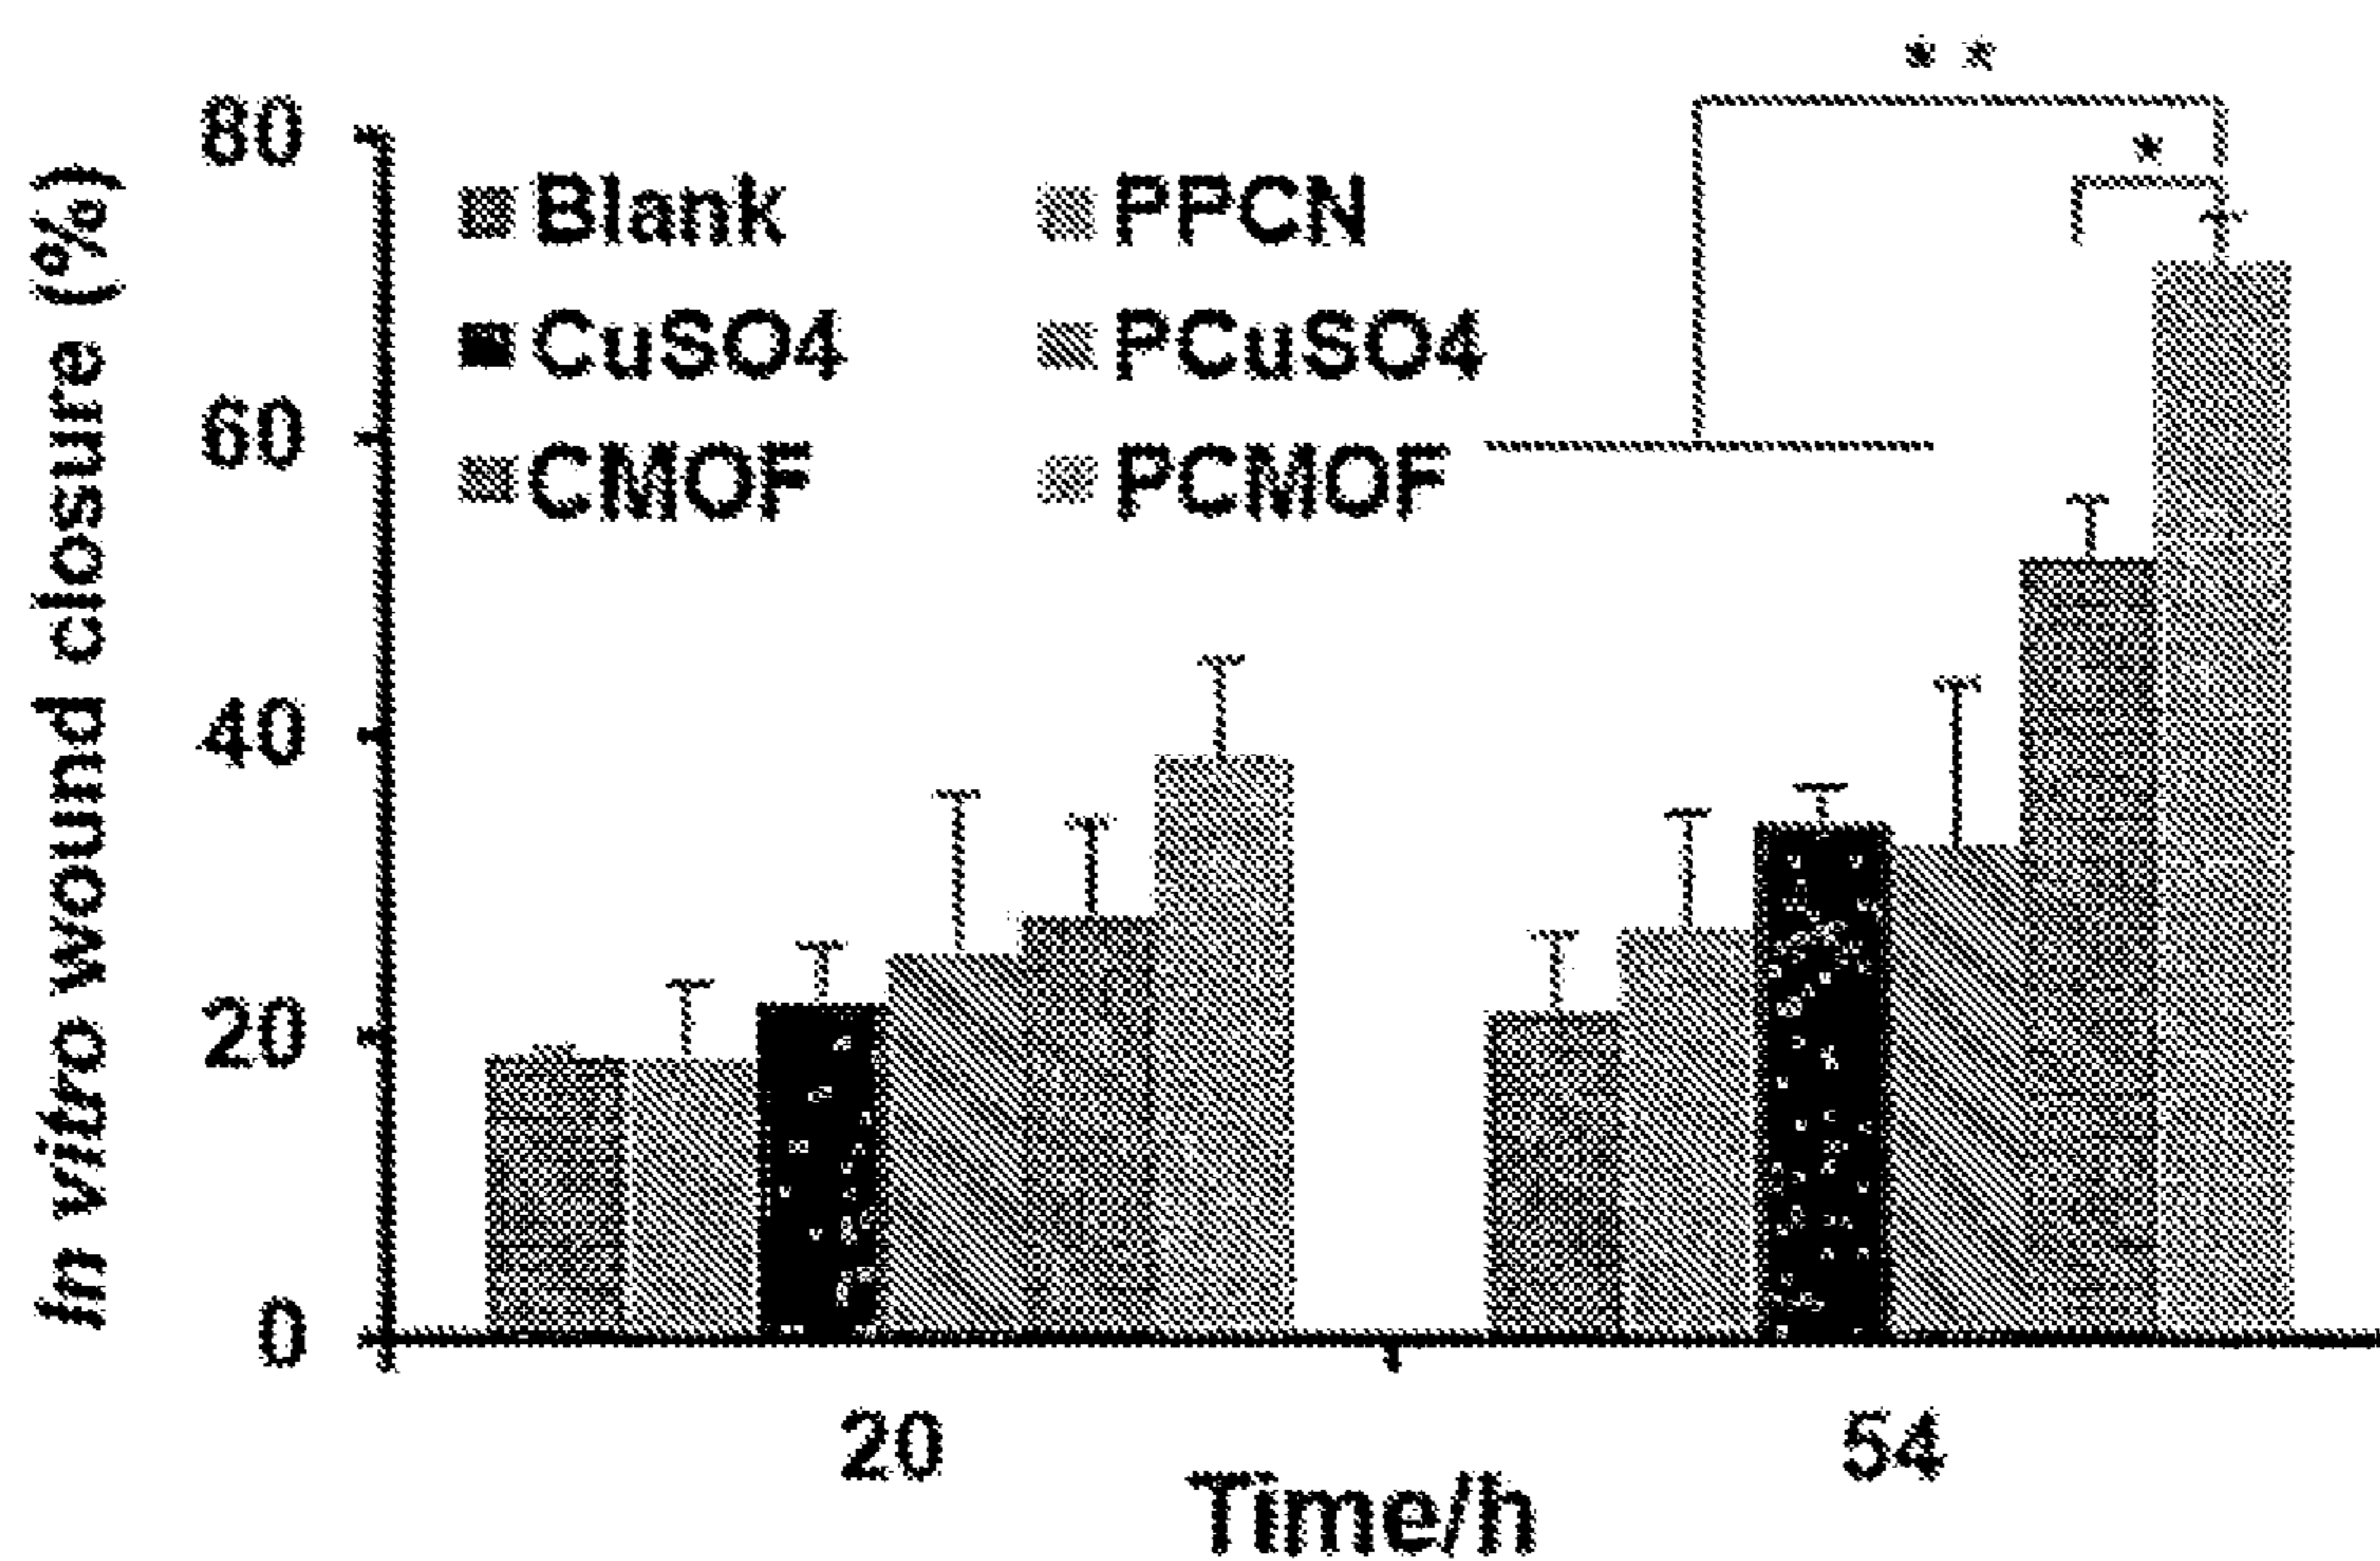 In vitro wound closure (%)
80
60
40
20
0
Blank
PPCN
CuSO4
PCuSO4
CMOF
PCMOF
* *
*
20
54
Time/h